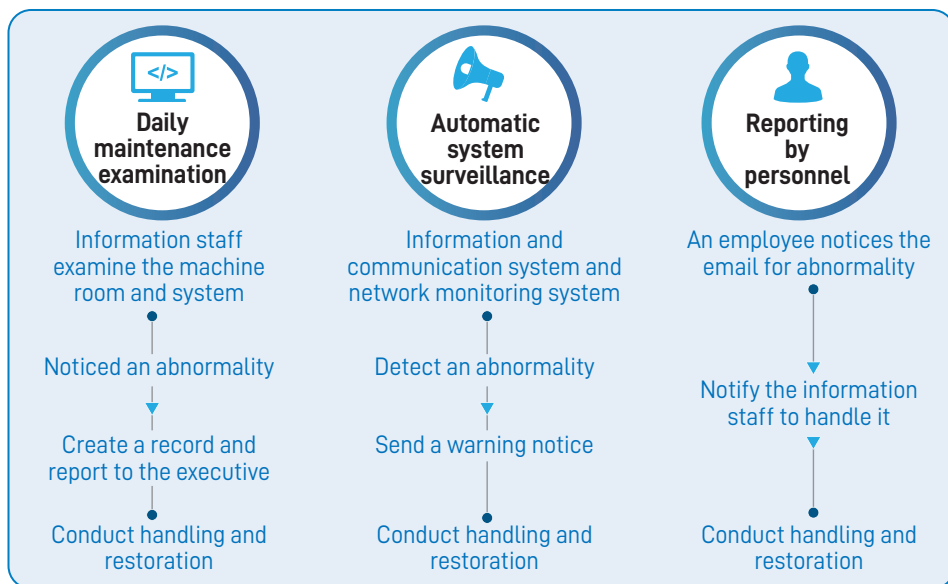 </>
Daily
maintenance
examination
Information staff
examine the machine
room and system
Noticed an abnormality
Create a record and
report to the executive
Conduct handling and
restoration
Automatic
system
surveillance
Information and
communication system and
network monitoring system
Detect an abnormality
Send a warning notice
Conduct handling and
restoration
Reporting
by
personnel
An employee notices the
email for abnormality
Notify the information
staff to handle it
Conduct handling and
restoration